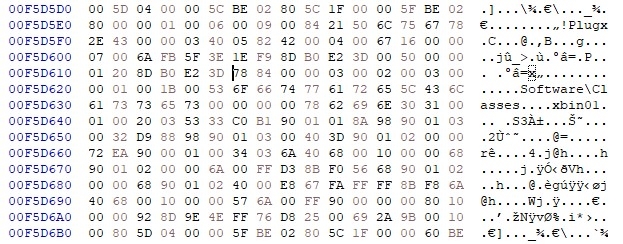 00F5D5D0 00 5D 04 00 00 5C BE 02 80 5C 1F 00 00 5F BE 02 .]...\¾.€\..._¾.
00F5D5E0 80 00 00 01 00 06 00 09 00 84 21 50 6C 75 67 78 €........„!Plugx
00F5D5F0 2E 43 00 00 03 40 05 82 42 00 04 00 67 16 00 00 .C...@.‚B...g...
00F5D600 07 00 6A FB 5F 3E 1E F9 8D B0 E2 3D 00 50 00 00 ..jû_>.ù.°â=.P..
00F5D610 01 20 8D B0 E2 3D 78 84 00 00 03 00 02 00 03 00 . .°â=x„........
00F5D620 00 01 00 1B 00 53 6F 66 74 77 61 72 65 5C 43 6C .....Software\Cl
00F5D630 61 73 73 65 73 00 00 00 00 78 62 69 6E 30 31 00 asses....xbin01.
00F5D640 01 00 20 03 53 33 C0 B1 90 01 01 8A 98 90 01 03 .. .S3À±...Š˜..
00F5D650 00 32 D9 88 98 90 01 03 00 40 3D 90 01 02 00 00 .2Ùˆ˜....@=.....
00F5D660 72 EA 90 00 01 00 34 03 6A 40 68 00 10 00 00 68 rê....4.j@h....h
00F5D670 90 01 02 00 00 6A 00 FF D3 8B F0 56 68 90 01 02 .....j.ÿÓ‹ðVh...
00F5D680 00 00 68 90 01 02 40 00 E8 67 FA FF FF 8B F8 6A ..h...@.ègúÿÿ‹øj
00F5D690 40 68 00 10 00 00 57 6A 00 FF 90 00 00 00 04 00 @h....Wj.ÿ......
00F5D6A0 00 00 92 8D 9E 4E FF 76 D8 25 00 69 2A 9B 00 10 ..’.žNÿvØ%.i*›..
00F5D6B0 80 5D 04 00 00 5F BE 02 80 5C 1F 00 00 60 BE €]..._¾.€\...`¾